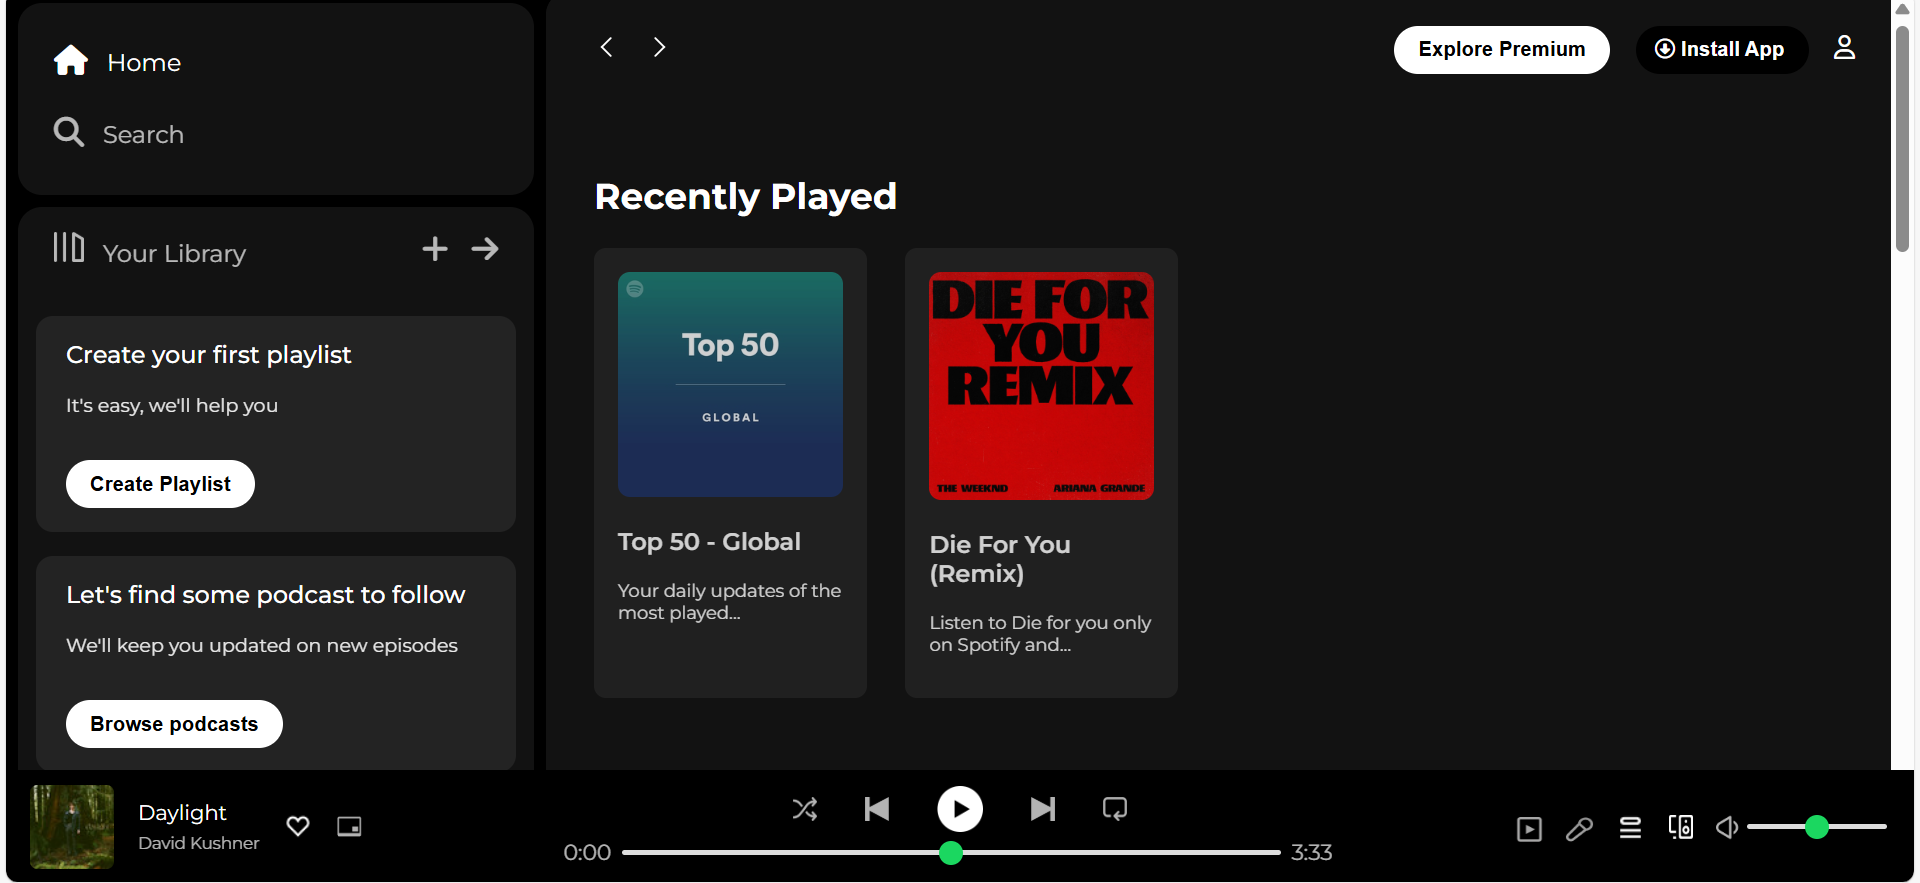 Home
Search
Your Library
Create your first playlist
It's easy, we'll help you
Create Playlist
Let's find some podcast to follow
We'll keep you updated on new episodes
Browse podcasts
Explore Premium
Install App
Recently Played
Top 50
GLOBAL
Top 50 - Global
Your daily updates of the
most played...
DIE FOR
YOU
REMIX
THE WEEKND ARIANA GRANDE
Die For You
(Remix)
Listen to Die for you only
on Spotify and...
Daylight
David Kushner
0:00
3:33